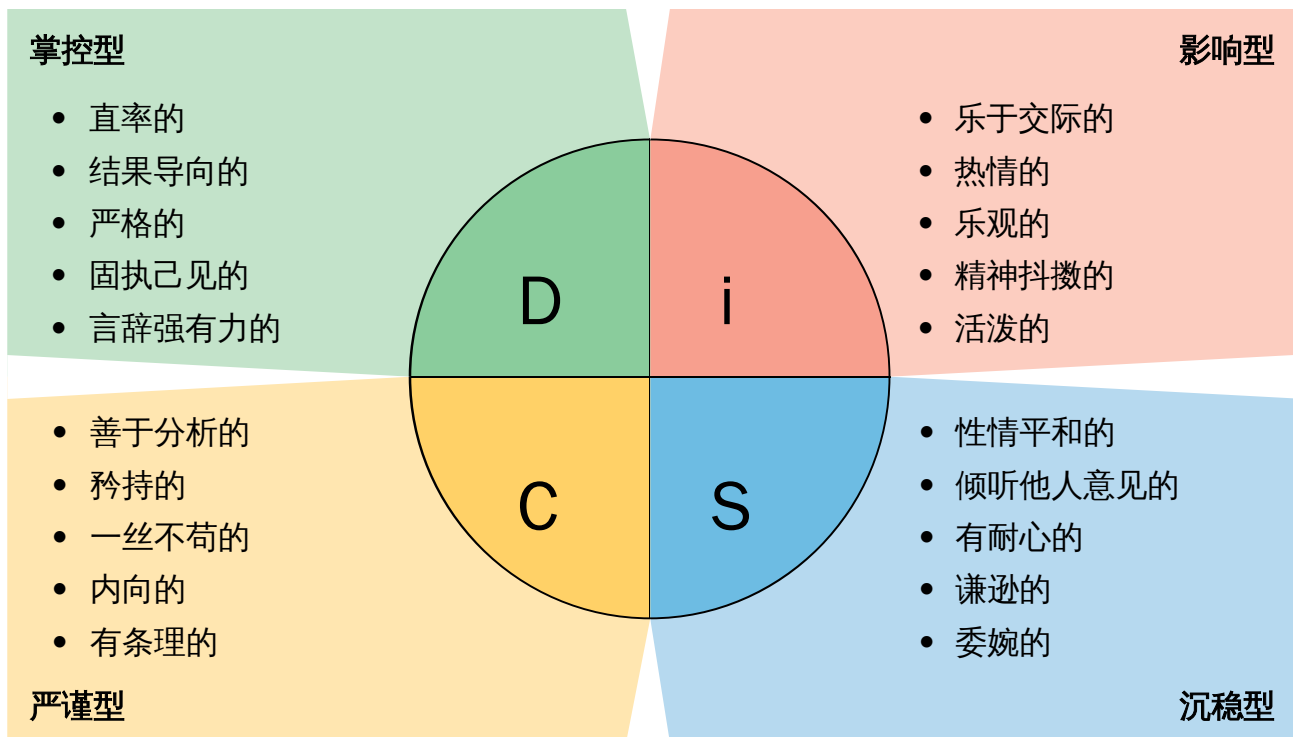 掌控型
• 直率的
• 结果导向的
• 严格的
• 固执己见的
• 言辞强有力的
影响型
• 乐于交际的
• 热情的
• 乐观的
• 精神抖擞的
• 活泼的
D
i
C
S
• 善于分析的
• 矜持的
• 一丝不苟的
• 内向的
• 有条理的
严谨型
• 性情平和的
• 倾听他人意见的
• 有耐心的
• 谦逊的
• 委婉的
沉稳型